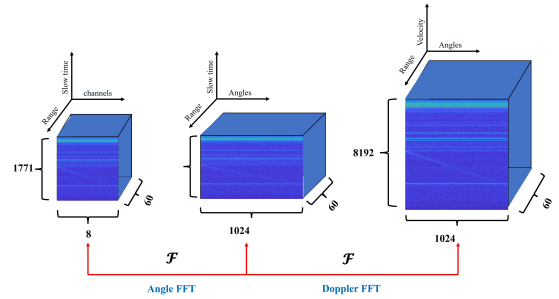 Slow time
channels
Range
1771
8
60
Slow time
Angles
Range
1024
60
Velocity
Angles
Range
8192
1024
60
ℱ
ℱ
Angle FFT
Doppler FFT